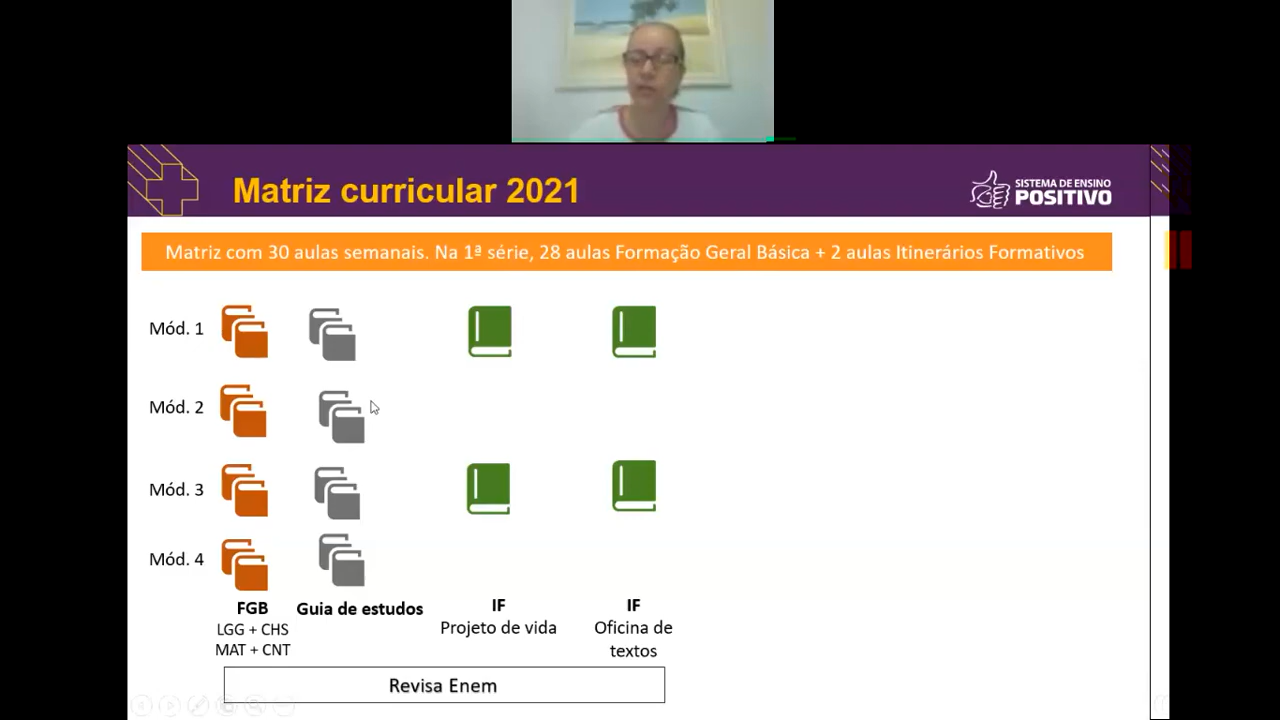 Matriz curricular 2021
SISTEMA DE ENSINO
POSITIVO
Matriz com 30 aulas semanais. Na 1ª série, 28 aulas Formação Geral Básica + 2 aulas Itinerários Formativos
Mód. 1
Mód. 2
Mód. 3
Mód. 4
FGB
LGG + CHS
MAT + CNT
Guia de estudos
IF
Projeto de vida
IF
Oficina de
textos
Revisa Enem